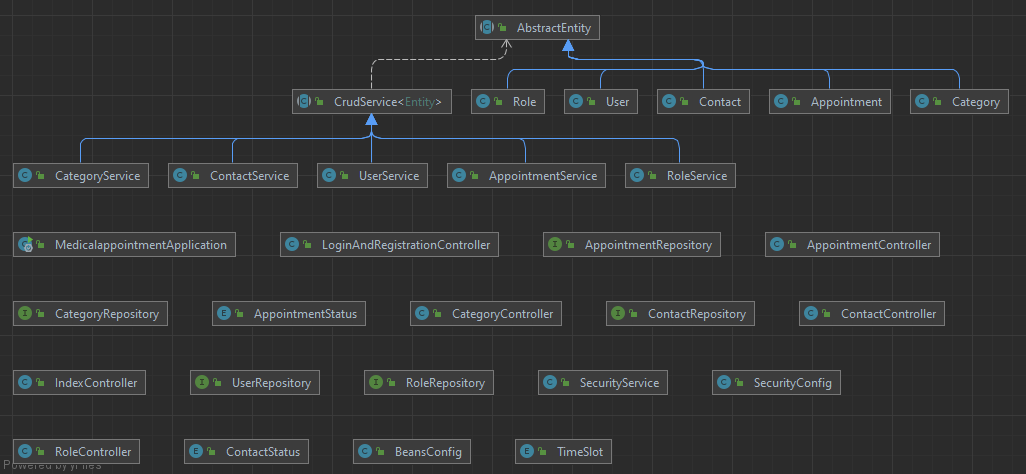 AbstractEntity
CrudService<Entity> Role User Contact Appointment Category
CategoryService ContactService UserService AppointmentService RoleService
MedicalappointmentApplication LoginAndRegistrationController AppointmentRepository AppointmentController
CategoryRepository AppointmentStatus CategoryController ContactRepository ContactController
IndexController UserRepository RoleRepository SecurityService SecurityConfig
RoleController ContactStatus BeansConfig TimeSlot
Powered by yFiles